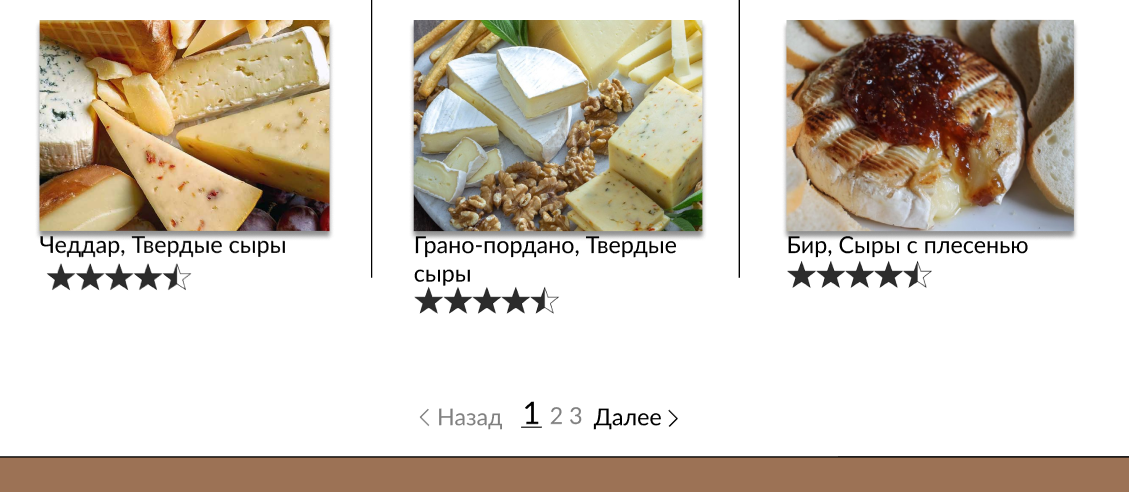 Чеддар, Твердые сыры
Грано-пордано, Твердые
сыры
Бир, Сыры с плесенью
Назад 1 2 3 Далее